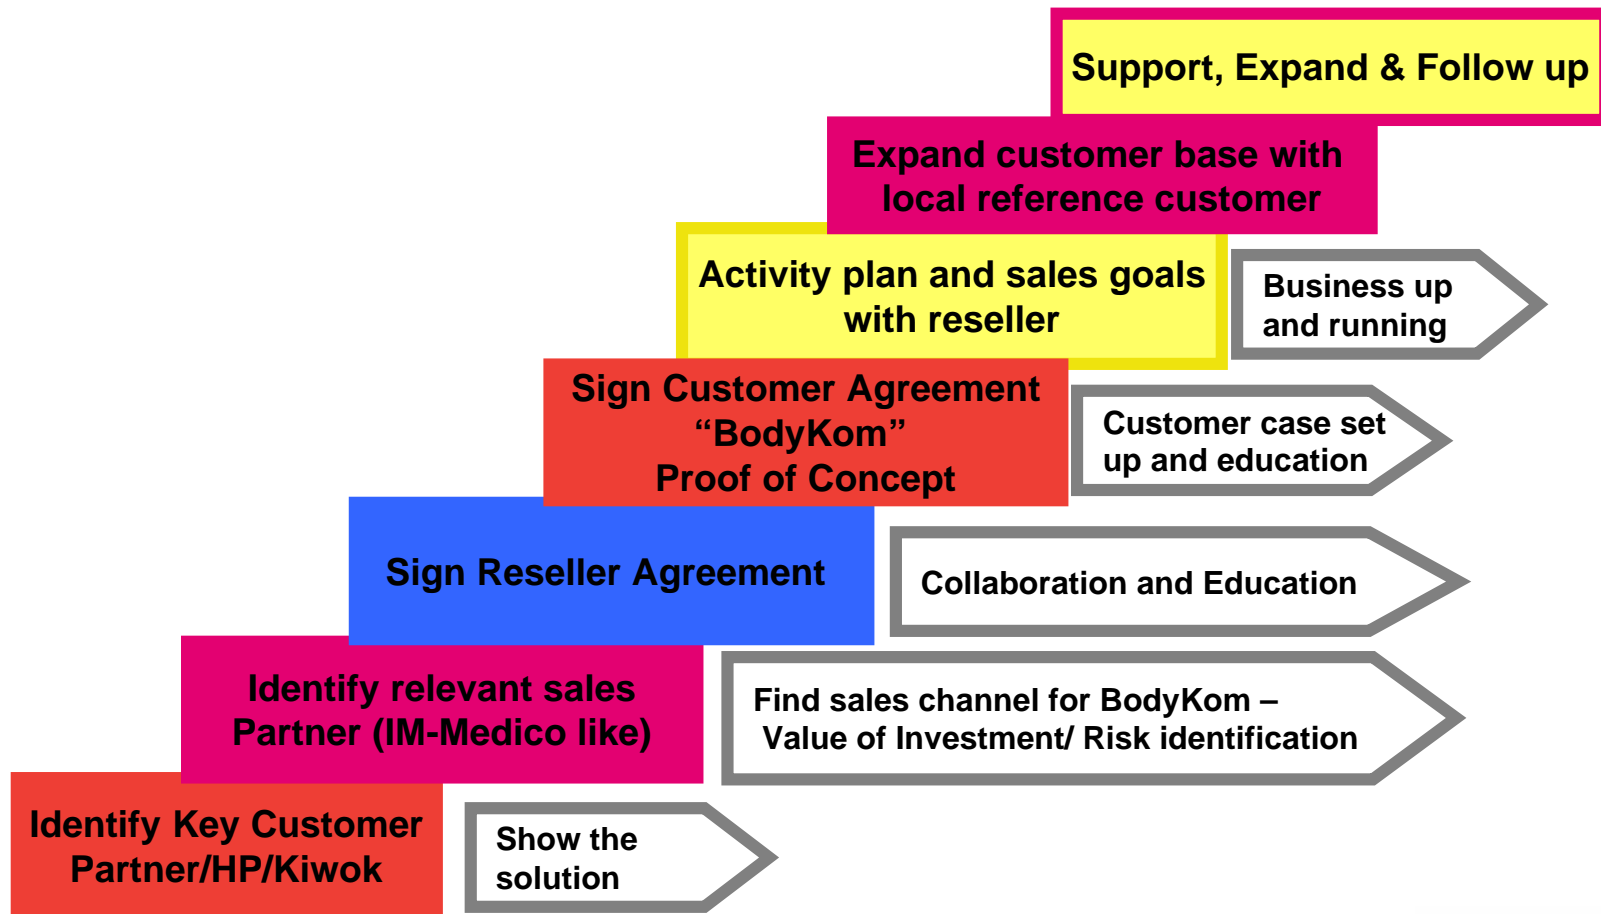 Support, Expand & Follow up
Expand customer base with
local reference customer
Activity plan and sales goals
with reseller
Business up
and running
Sign Customer Agreement
“BodyKom”
Proof of Concept
Customer case set
up and education
Sign Reseller Agreement
Collaboration and Education
Identify relevant sales
Partner (IM-Medico like)
Find sales channel for BodyKom –
Value of Investment/ Risk identification
Identify Key Customer
Partner/HP/Kiwok
Show the
solution